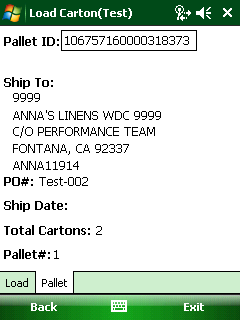 Load Carton(Test)
Pallet ID: 106757160000318373
Ship To:
9999
ANNA'S LINENS WDC 9999
C/O PERFORMANCE TEAM
FONTANA, CA 92337
ANNA11914
PO#: Test-002
Ship Date:
Total Cartons: 2
Pallet#: 1
Load Pallet
Back Exit